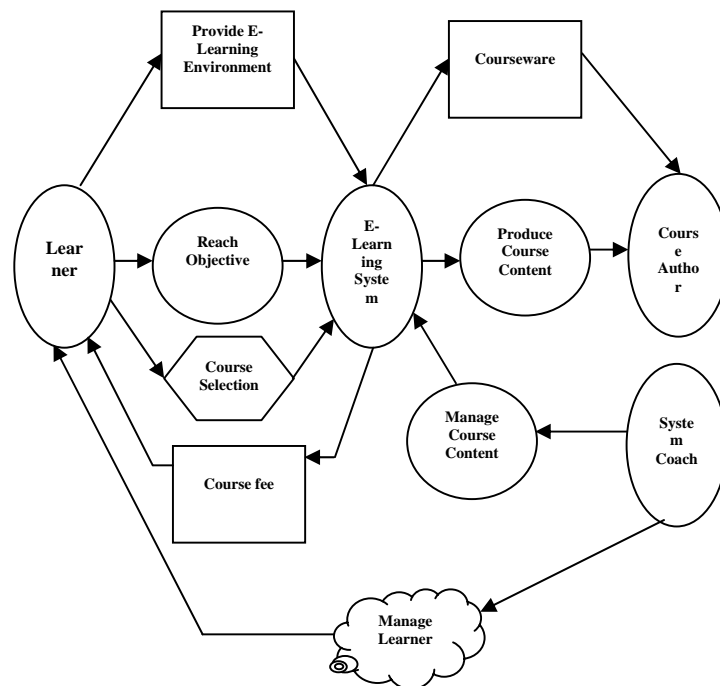 Provide E-
Learning
Environment
Courseware
Lear
ner
Reach
Objective
E-
Learn
ing
Syste
m
Produce
Course
Content
Cours
e
Autho
r
Course
Selection
Manage
Course
Content
Syste
m
Coach
Course fee
Manage
Learner